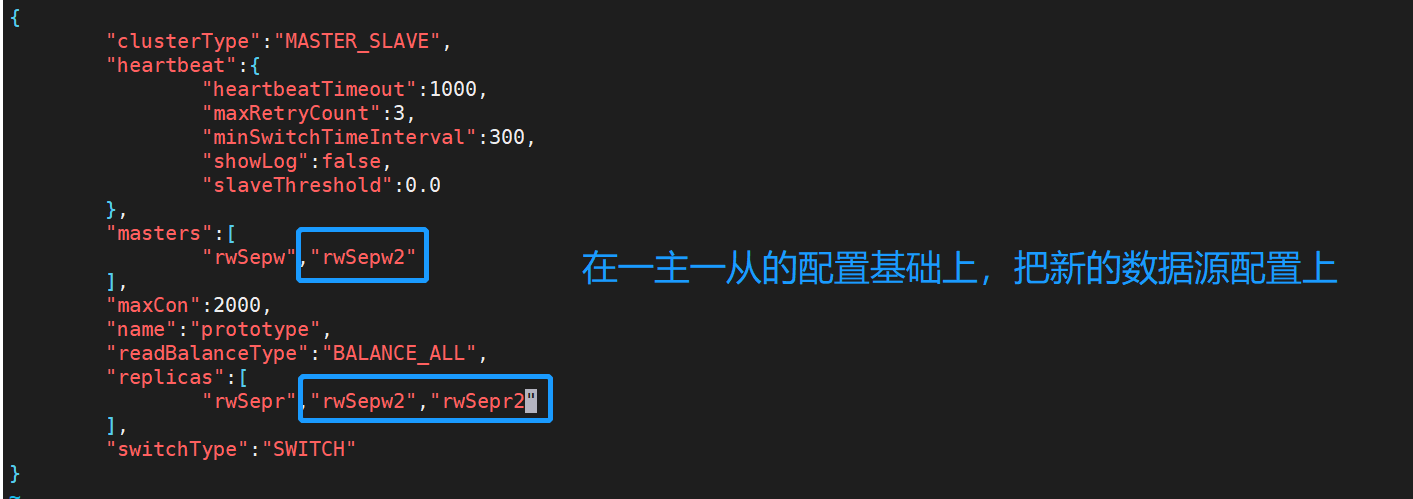 {
"clusterType":"MASTER_SLAVE",
"heartbeat":{
"heartbeatTimeout":1000,
"maxRetryCount":3,
"minSwitchTimeInterval":300,
"showLog":false,
"slaveThreshold":0.0
},
"masters":[
"rwSepw","rwSepw2"
在一主一从的配置基础上，把新的数据源配置上
],
"maxCon":2000,
"name":"prototype",
"readBalanceType":"BALANCE_ALL",
"replicas":[
"rwSepr","rwSepw2","rwSepr2"
],
"switchType":"SWITCH"
}
~